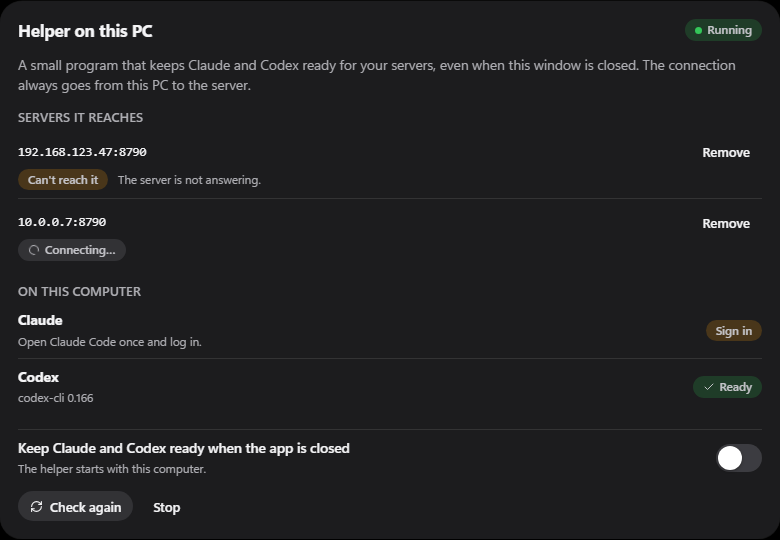 Helper on this PC
Running
A small program that keeps Claude and Codex ready for your servers, even when this window is closed. The connection
always goes from this PC to the server.
SERVERS IT REACHES
192.168.123.47:8790
Remove
Can't reach it
The server is not answering.
10.0.0.7:8790
Remove
Connecting...
ON THIS COMPUTER
Claude
Open Claude Code once and log in.
Sign in
Codex
codex-cli 0.166
Ready
Keep Claude and Codex ready when the app is closed
The helper starts with this computer.
Check again
Stop